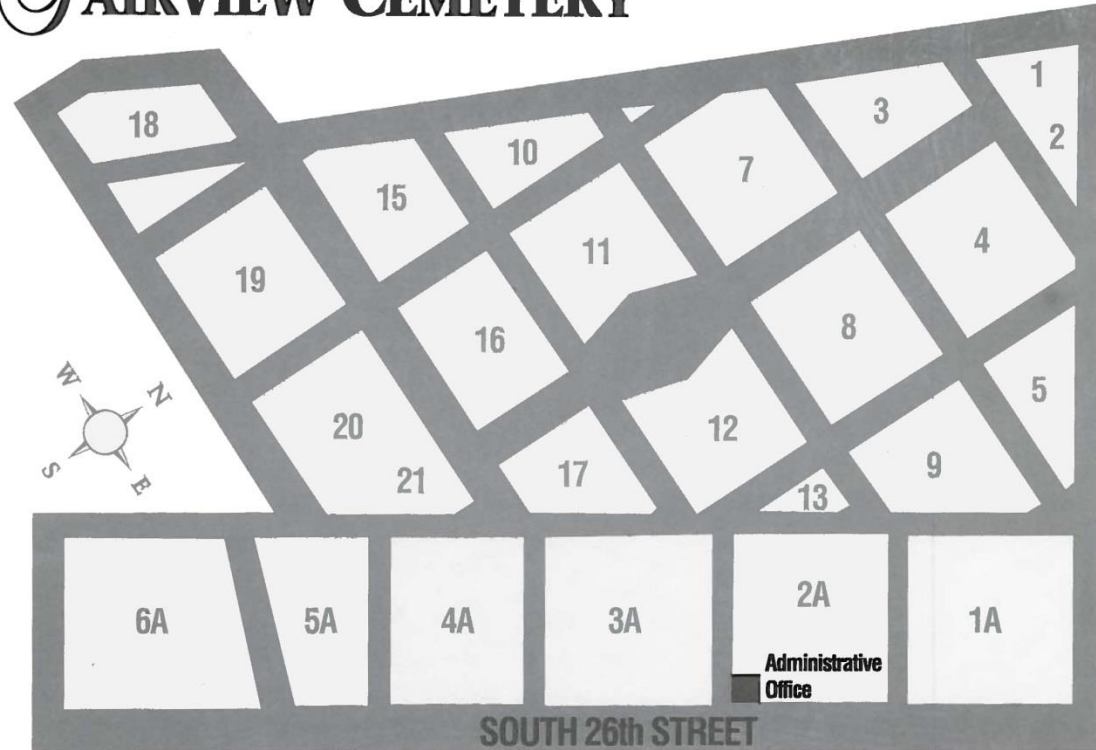 FAIRVIEW CEMETERY
1
3
18
2
10
7
15
4
11
19
8
16
5
20
12
9
17
21
13
W
N
S
E
2A
6A
5A
4A
3A
1A
Administrative
Office
SOUTH 26th STREET